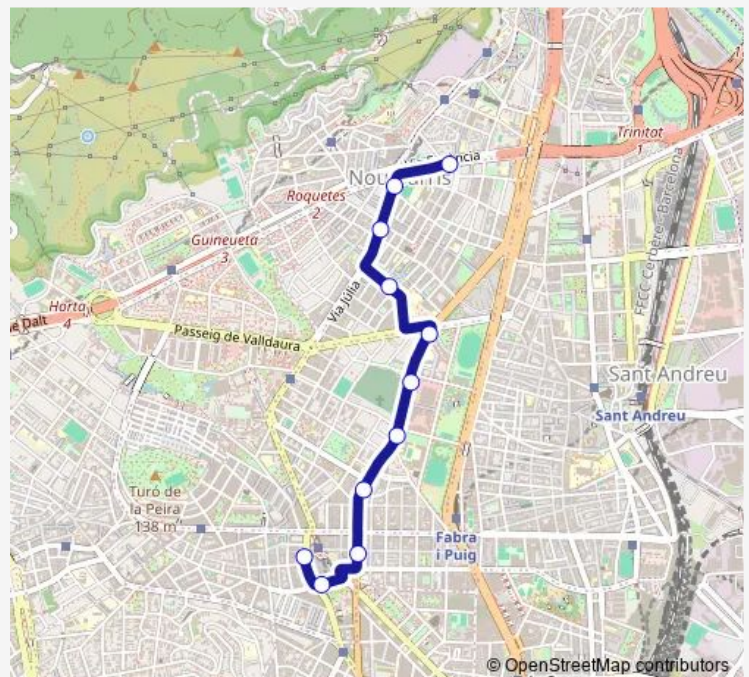 Trinitat
1
Nou Barris
Roquetes
2
Guineueta
3
Horta
4
Via Júlia
Passeig de Valldaura
FFCC Cerbère-Barcelona
Sant Andreu
Sant Andreu
Turó de
la Peira
138 m
Fabra
i Puig
© OpenStreetMap contributors